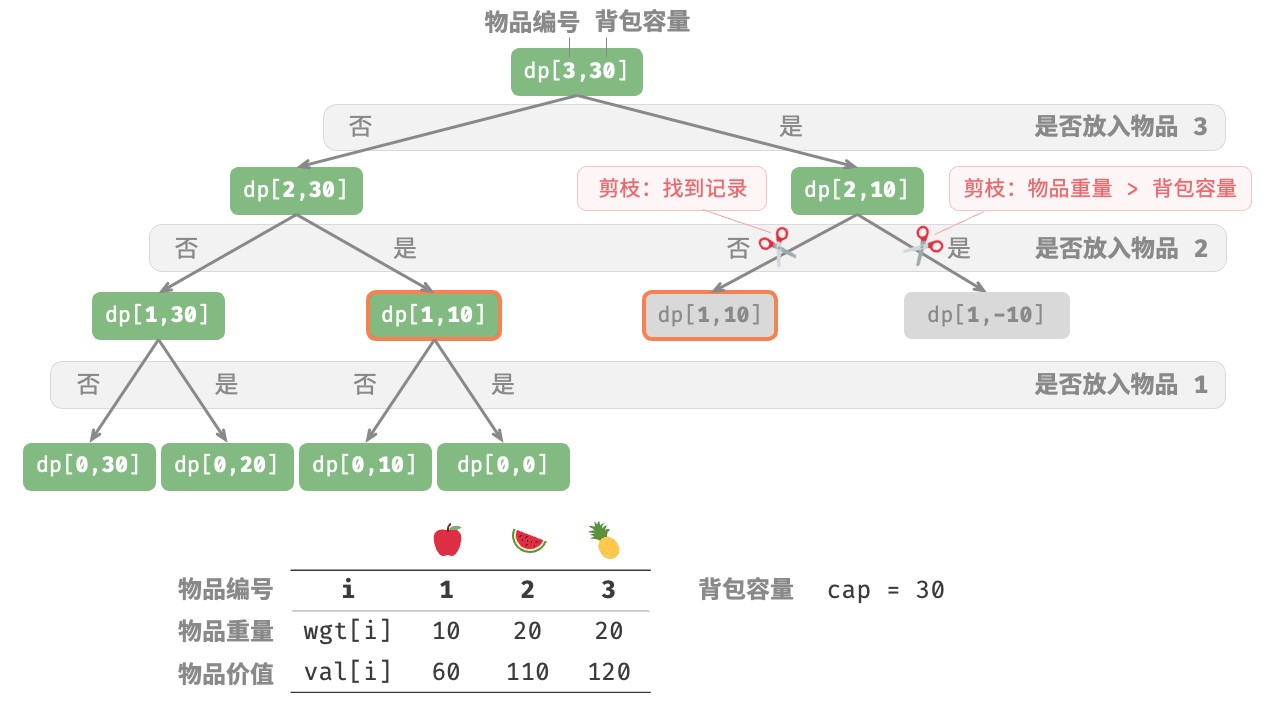 物品编号 背包容量
dp[3,30]
否 是 是否放入物品 3
dp[2,30] 剪枝：找到记录 dp[2,10] 剪枝：物品重量 > 背包容量
否 是 否 是 是否放入物品 2
dp[1,30] dp[1,10] dp[1,10] dp[1,-10]
否 是 否 是 是否放入物品 1
dp[0,30] dp[0,20] dp[0,10] dp[0,0]
物品编号 i 1 2 3 背包容量 cap = 30
物品重量 wgt[i] 10 20 20
物品价值 val[i] 60 110 120